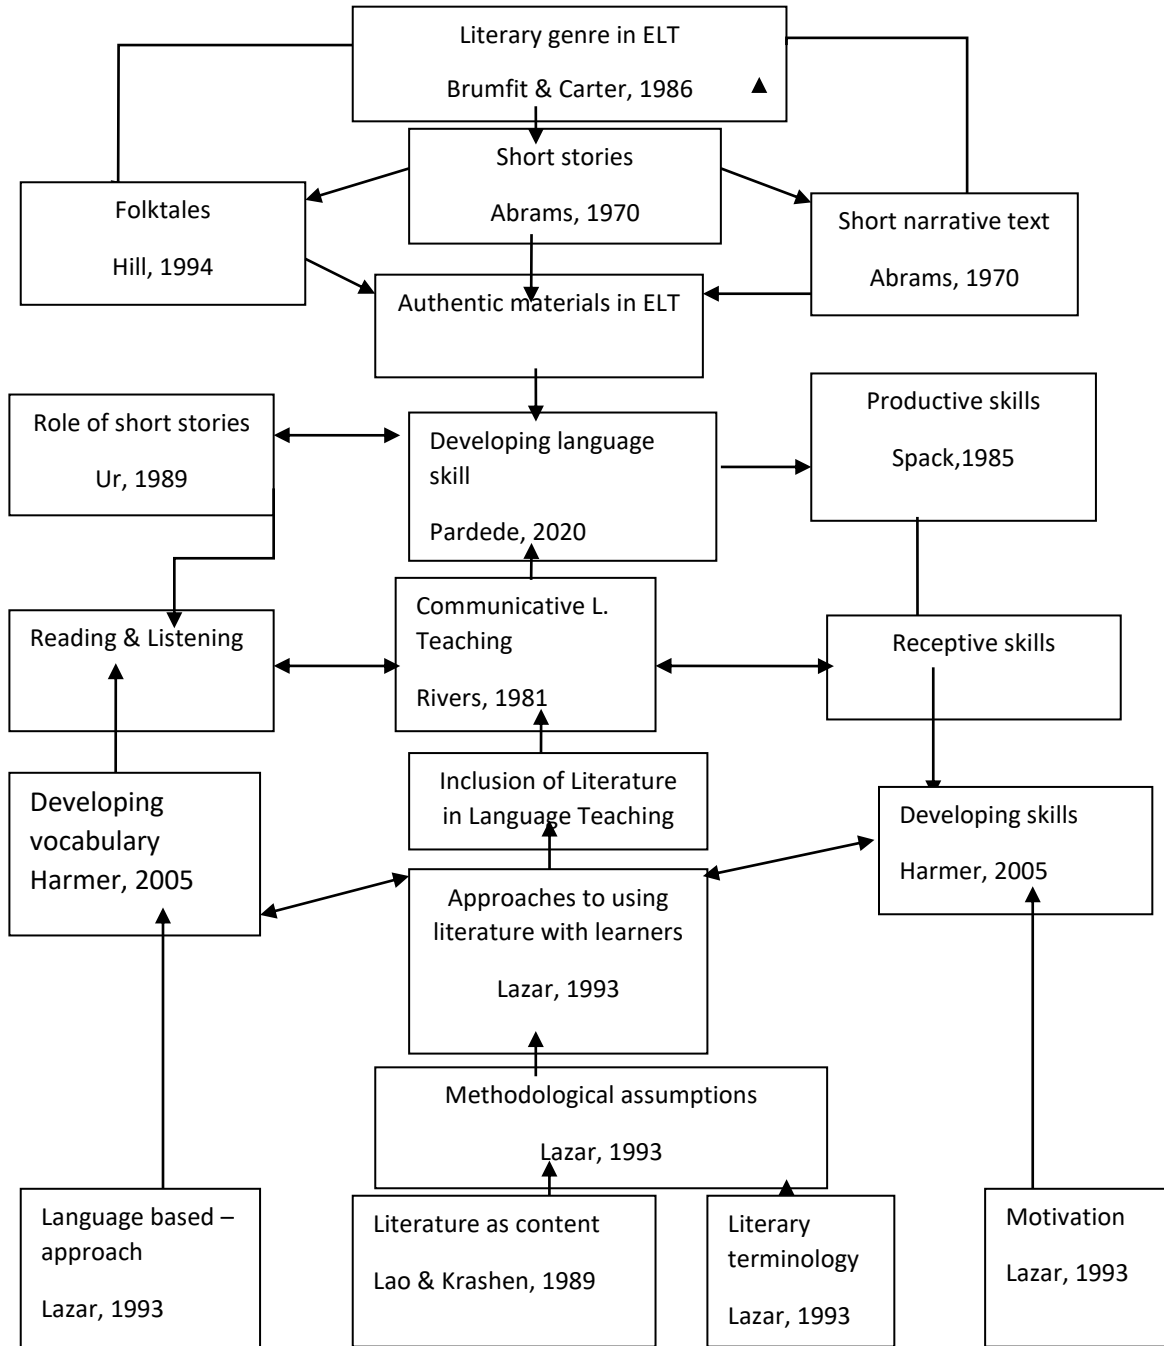 Literary genre in ELT
Brumfit & Carter, 1986
Short stories
Abrams, 1970
Folktales
Hill, 1994
Short narrative text
Abrams, 1970
Authentic materials in ELT
Role of short stories
Ur, 1989
Developing language
skill
Pardede, 2020
Productive skills
Spack,1985
Reading & Listening
Communicative L.
Teaching
Rivers, 1981
Receptive skills
Inclusion of Literature
in Language Teaching
Developing
vocabulary
Harmer, 2005
Developing skills
Harmer, 2005
Approaches to using
literature with learners
Lazar, 1993
Methodological assumptions
Lazar, 1993
Language based –
approach
Lazar, 1993
Literature as content
Lao & Krashen, 1989
Literary
terminology
Lazar, 1993
Motivation
Lazar, 1993